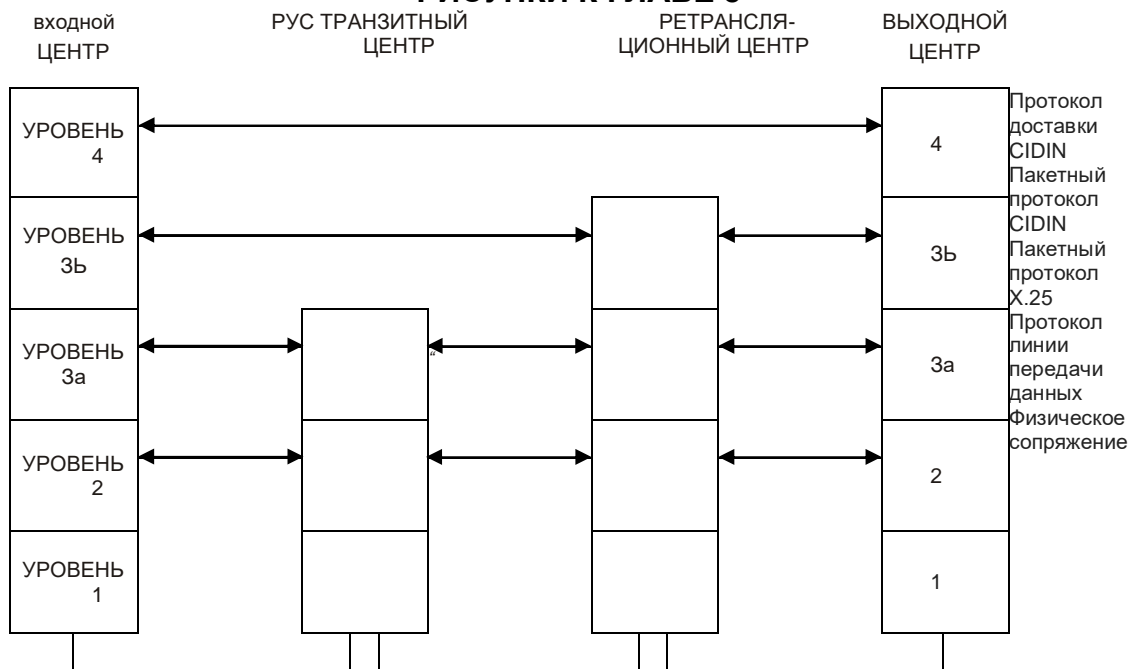 РИСУНКИ К ГЛАВЕ
входной
ЦЕНТР
РУС ТРАНЗИТНЫЙ
ЦЕНТР
РЕТРАНСЛЯ-
ЦИОННЫЙ ЦЕНТР
ВЫХОДНОЙ
ЦЕНТР
УРОВЕНЬ
4
4
УРОВЕНЬ
3Ь
3Ь
УРОВЕНЬ
3а
“
3а
УРОВЕНЬ
2
2
УРОВЕНЬ
1
1
Протокол
доставки
CIDIN
Пакетный
протокол
CIDIN
Пакетный
протокол
X.25
Протокол
линии
передачи
данных
Физическое
сопряжение